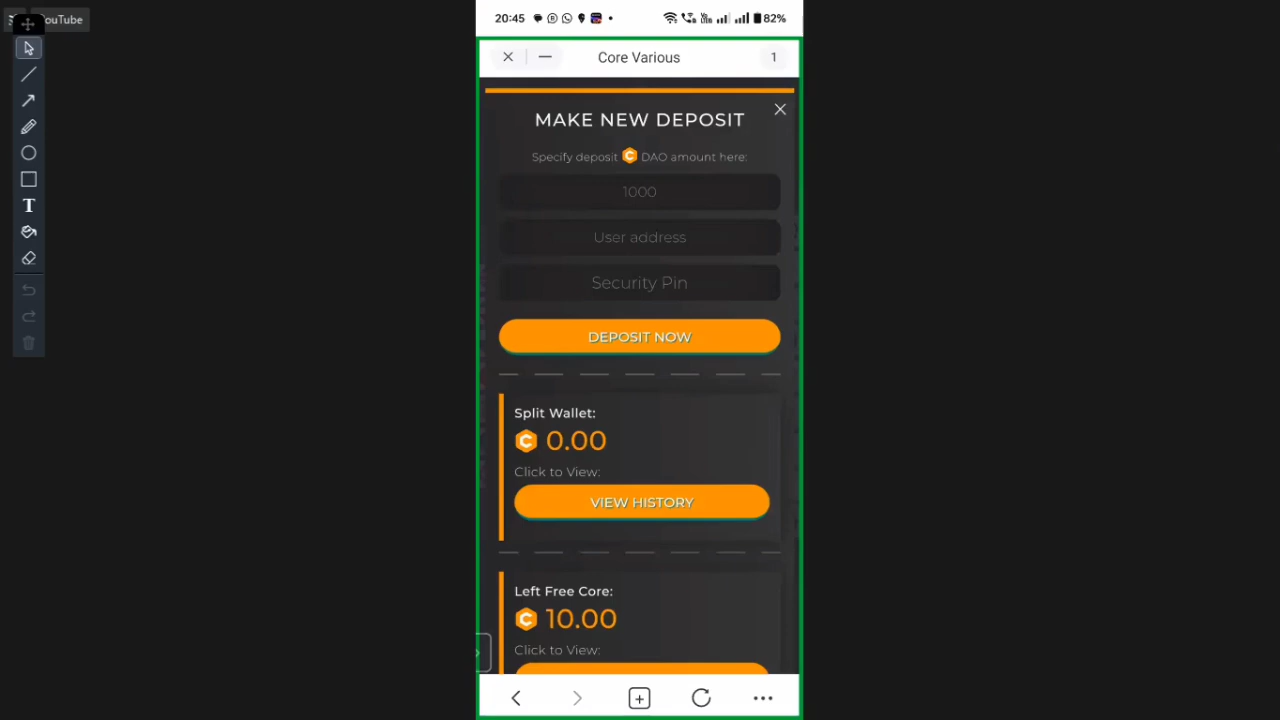 YouTube
20:45
82%
Core Various
1
MAKE NEW DEPOSIT
Specify deposit C DAO amount here:
1000
User address
Security Pin
DEPOSIT NOW
Split Wallet:
C 0.00
Click to View:
VIEW HISTORY
Left Free Core:
C 10.00
Click to View:
T